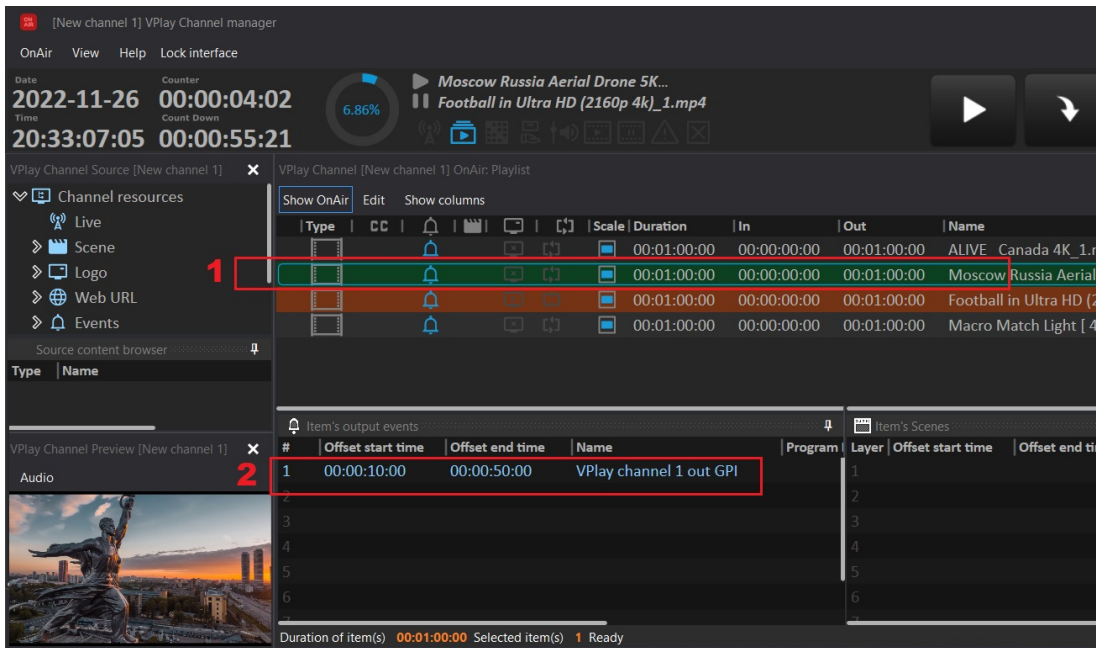 ON AIR
[New channel 1] VPlay Channel manager
OnAir View Help Lock interface
Date Counter
2022-11-26 00:00:04:02
Time Count Down
20:33:07:05 00:00:55:21
6.86%
Moscow Russia Aerial Drone 5K...
Football in Ultra HD (2160p 4k)_1.mp4
VPlay Channel Source [New channel 1]
Channel resources
Live
Scene
Logo
Web URL
Events
Source content browser
Type Name
VPlay Channel Preview [New channel 1]
Audio
VPlay Channel [New channel 1] OnAir: Playlist
Show OnAir Edit Show columns
Type CC Scale Duration In Out Name
00:01:00:00 00:00:00:00 00:01:00:00 ALIVE Canada 4K_1.
1 00:01:00:00 00:00:00:00 00:01:00:00 Moscow Russia Aerial
00:01:00:00 00:00:00:00 00:01:00:00 Football in Ultra HD (
00:01:00:00 00:00:00:00 00:01:00:00 Macro Match Light [ 4
Item's output events
# Offset start time Offset end time Name Program
2 1 00:00:10:00 00:00:50:00 VPlay channel 1 out GPI
2
3
4
5
6
Item's Scenes
Layer Offset start time Offset end
1
2
3
4
5
6
Duration of item(s) 00:01:00:00 Selected item(s) 1 Ready